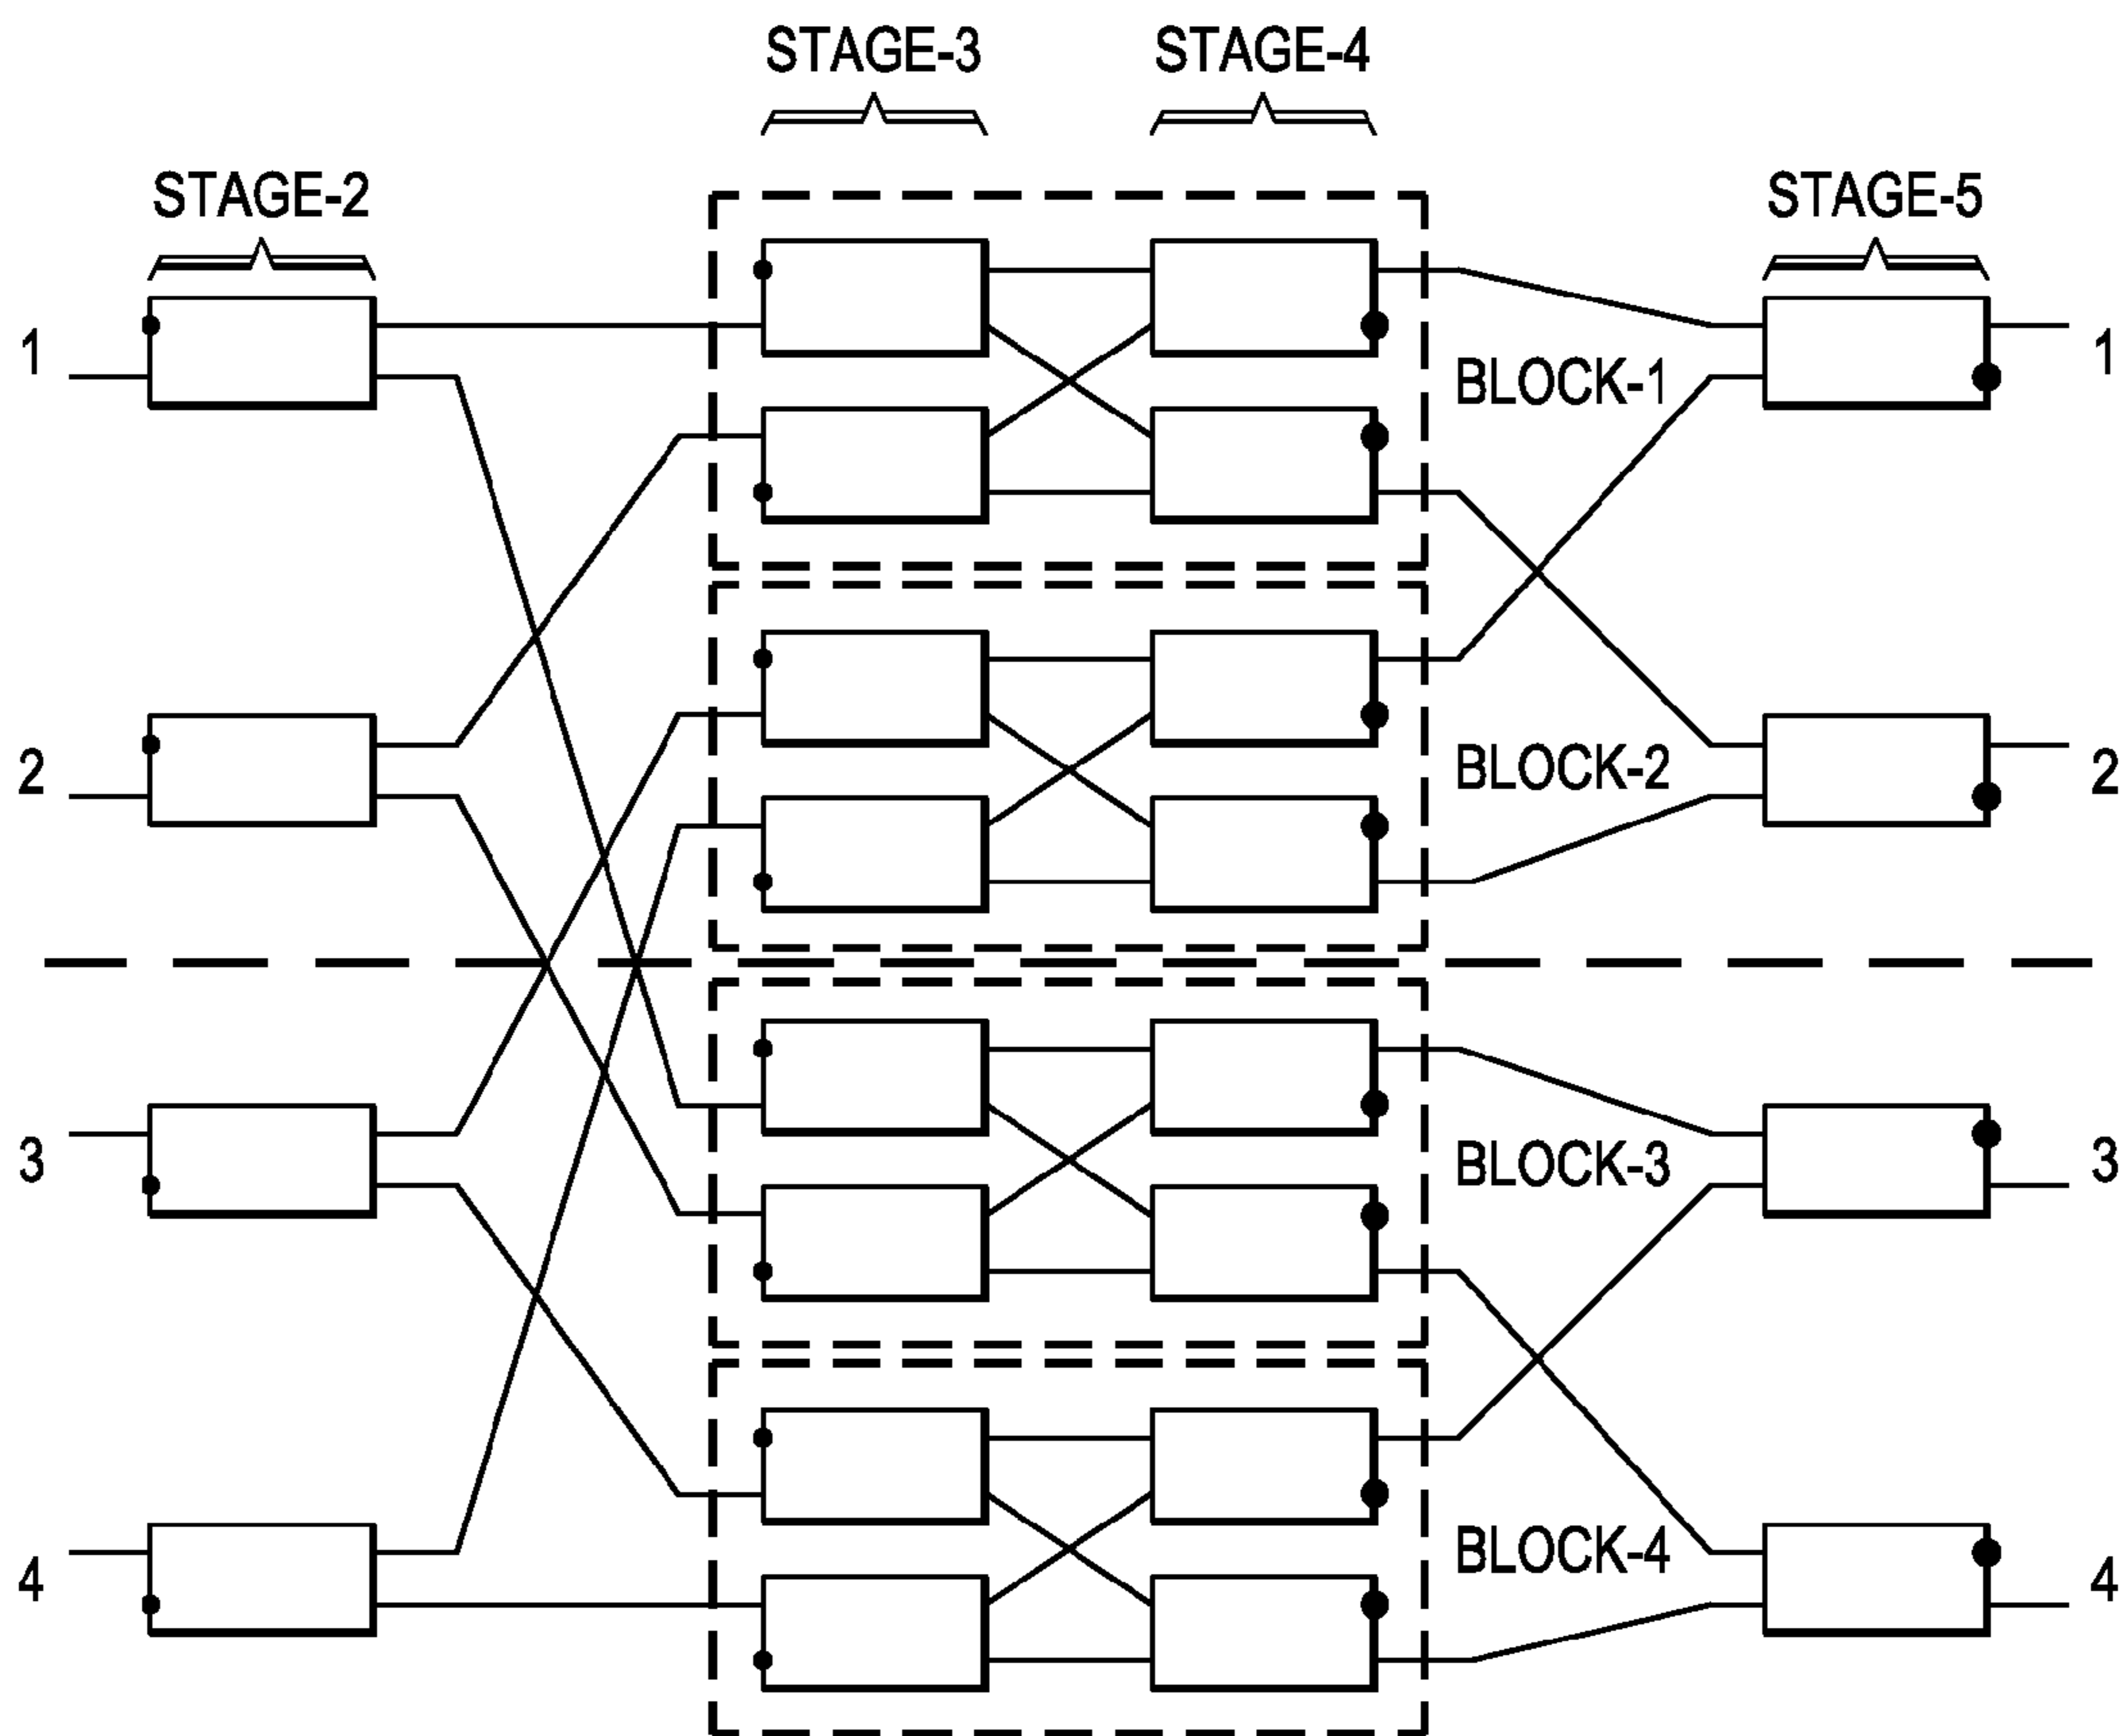 STAGE-3 STAGE-4
STAGE-2 STAGE-5
1 BLOCK-1 1
2 BLOCK-2 2
3 BLOCK-3 3
4 BLOCK-4 4